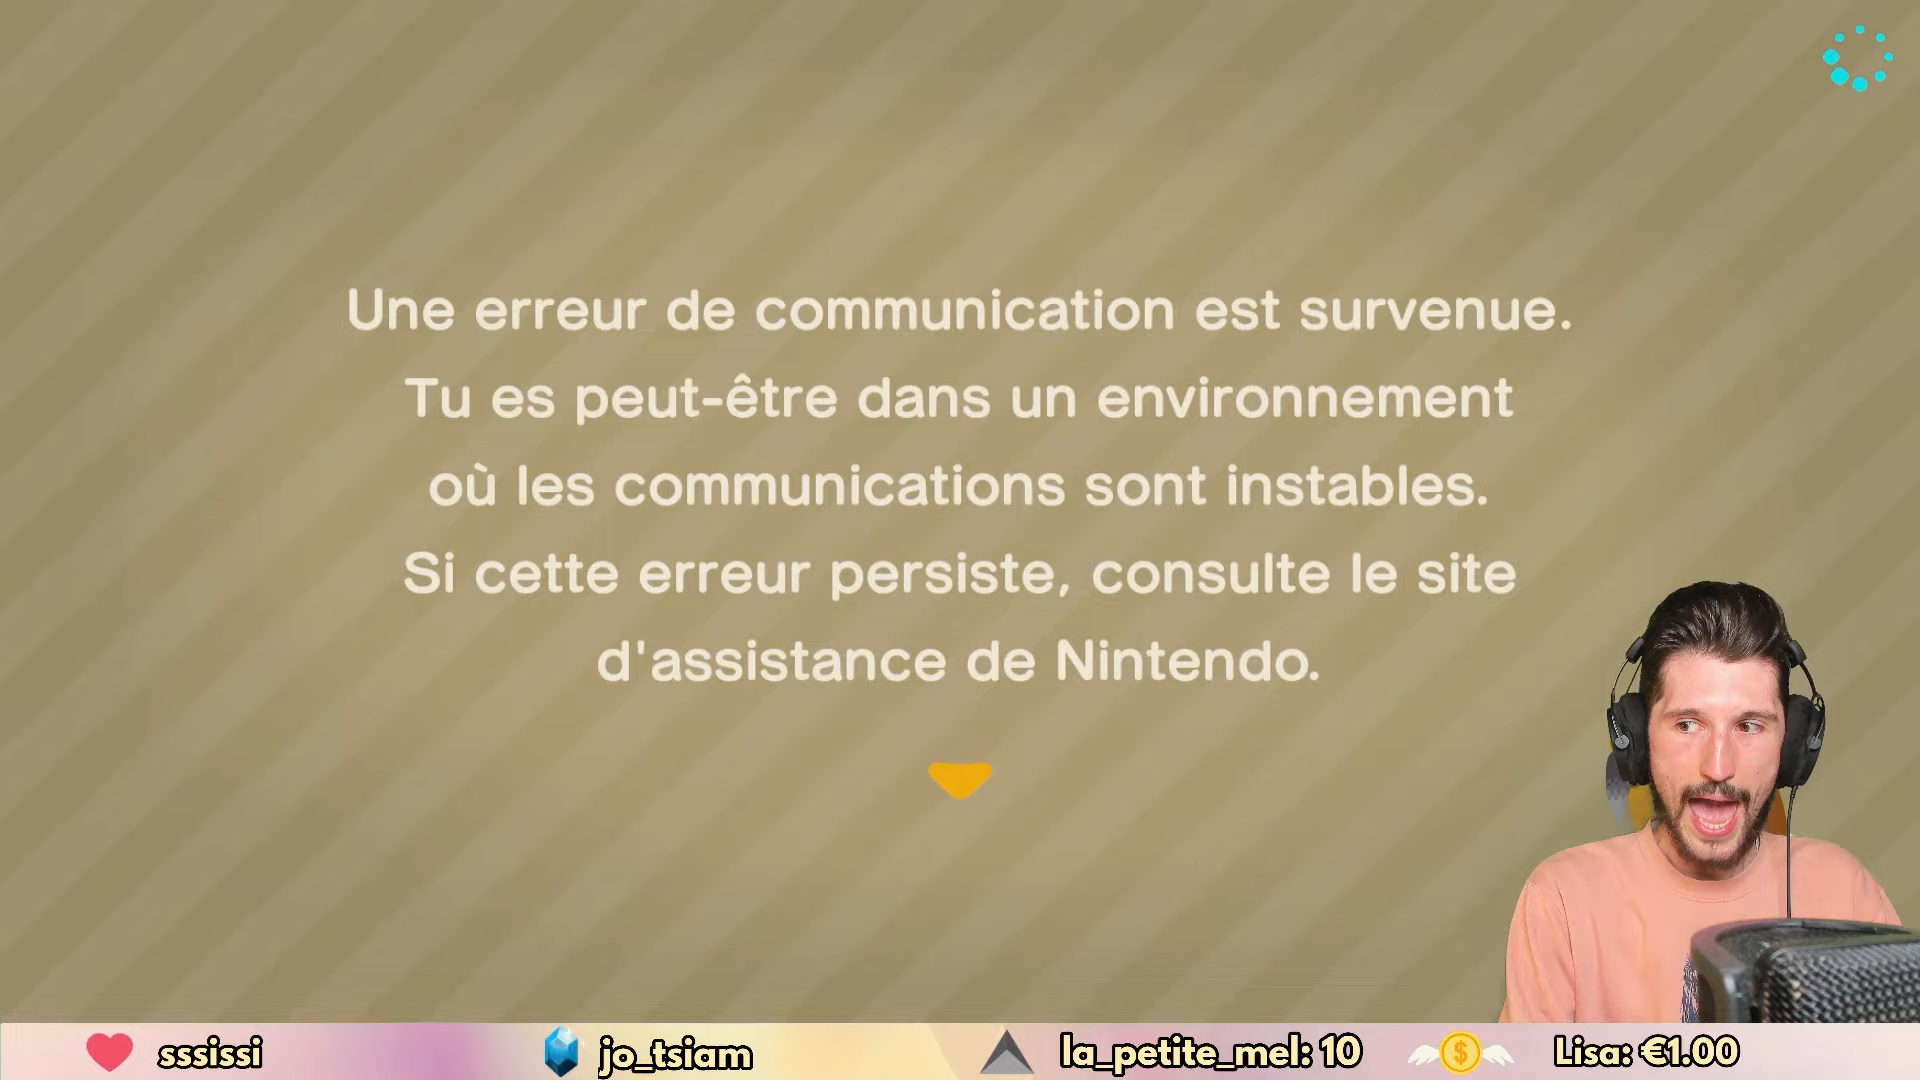 Une erreur de communication est survenue.
Tu es peut-être dans un environnement
où les communications sont instables.
Si cette erreur persiste, consulte le site
d'assistance de Nintendo.
sssissi
jo_tsiam
la_petite_mel: 10
$
Lisa: €1.00